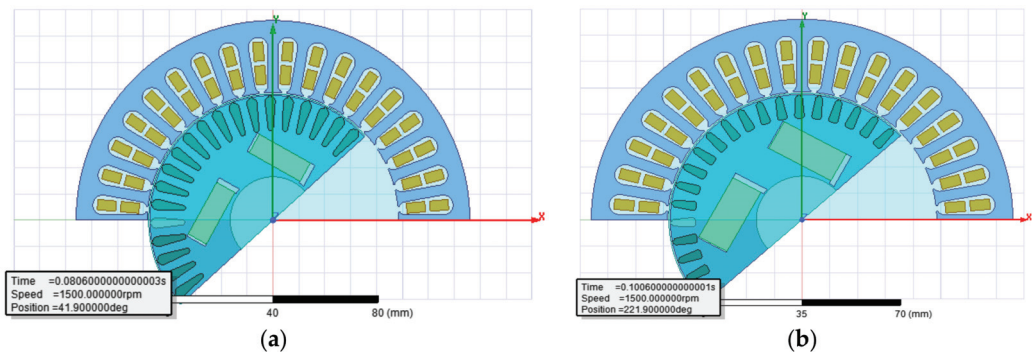 Y
X
Time =0.0806000000000003s
Speed =1500.000000rpm
Position =41.900000deg
40 80 (mm)
(a)
Y
X
Time =0.100600000000001s
Speed =1500.000000rpm
Position =221.900000deg
35 70 (mm)
(b)